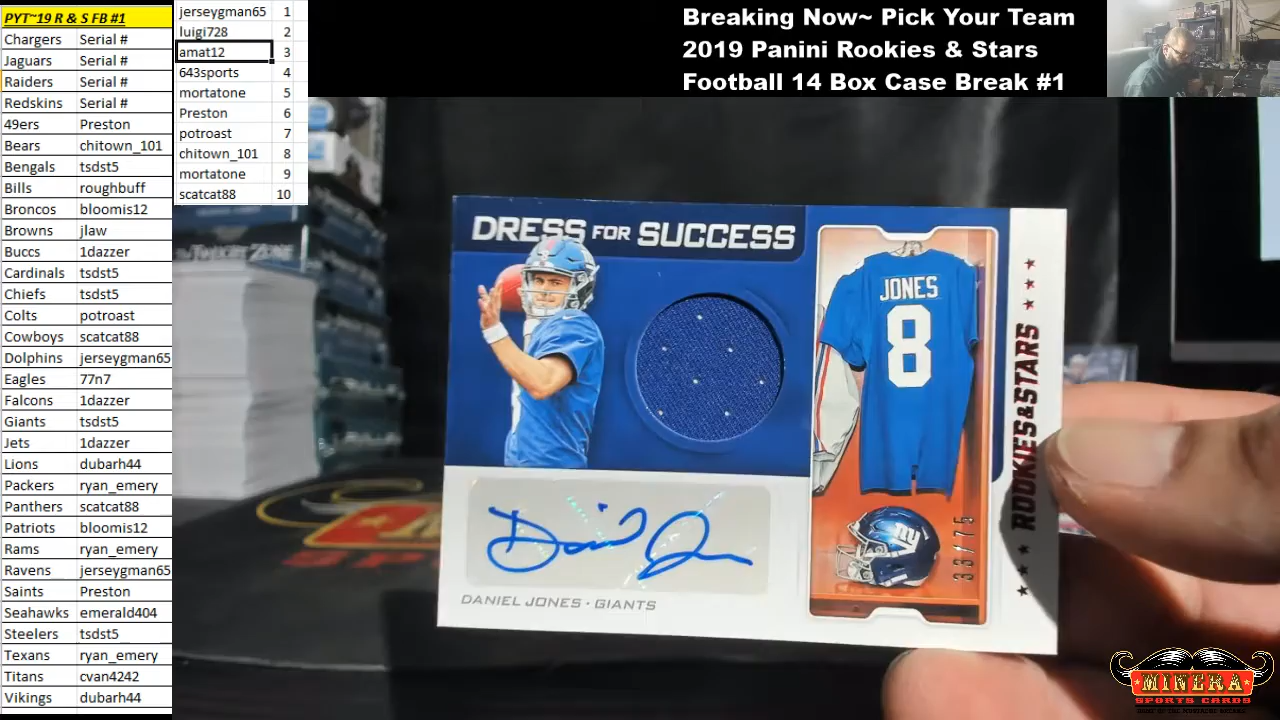 PYT~19 R & S FB #1
Chargers Serial #
Jaguars Serial #
Raiders Serial #
Redskins Serial #
49ers Preston
Bears chitown_101
Bengals tsdst5
Bills roughbuff
Broncos bloomis12
Browns jlaw
Buccs 1dazzer
Cardinals tsdst5
Chiefs tsdst5
Colts potroast
Cowboys scatcat88
Dolphins jerseygman65
Eagles 77n7
Falcons 1dazzer
Giants tsdst5
Jets 1dazzer
Lions dubarh44
Packers ryan_emery
Panthers scatcat88
Patriots bloomis12
Rams ryan_emery
Ravens jerseygman65
Saints Preston
Seahawks emerald404
Steelers tsdst5
Texans ryan_emery
Titans cvan4242
Vikings dubarh44
jerseygman65 1
luigi728 2
amat12 3
643sports 4
mortatone 5
Preston 6
potroast 7
chitown_101 8
mortatone 9
scatcat88 10
Breaking Now~ Pick Your Team
2019 Panini Rookies & Stars
Football 14 Box Case Break #1
DRESS FOR SUCCESS
JONES
8
ROOKIES & STARS
DANIEL JONES · GIANTS
MINERA
SPORTS CARDS